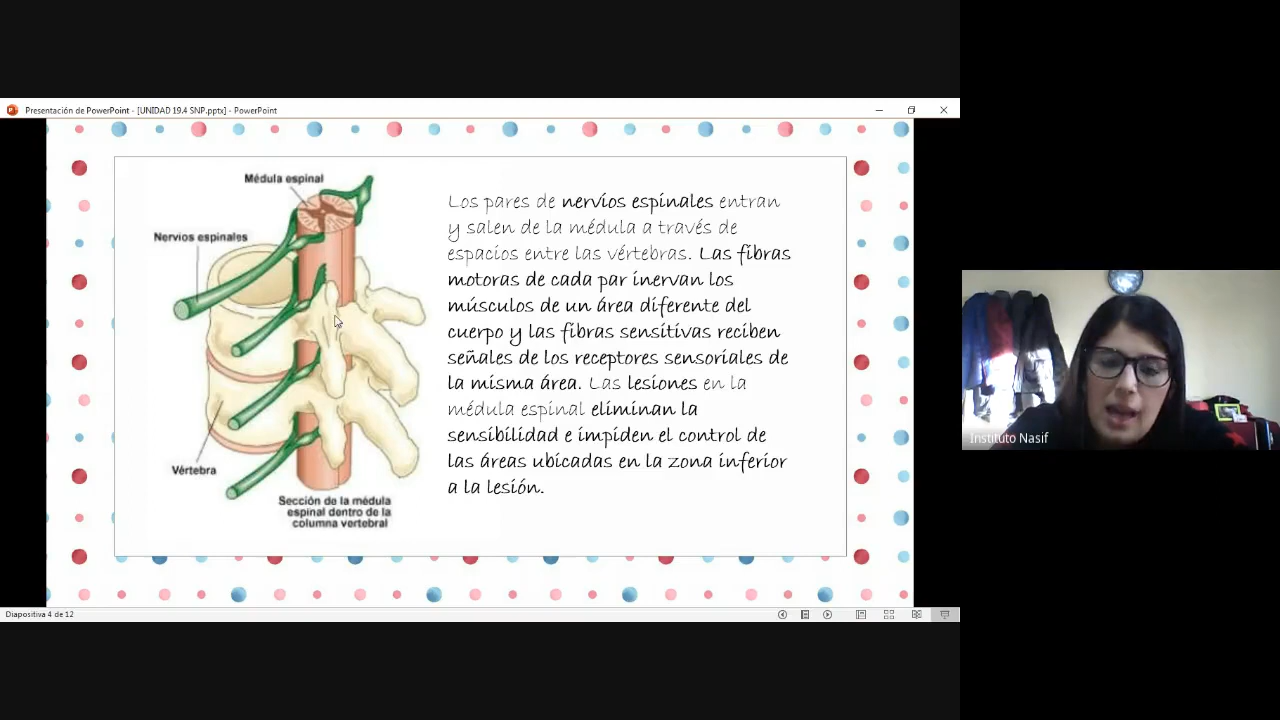 Presentación de PowerPoint - [UNIDAD 19.4 SNP.pptx] - PowerPoint
Médula espinal
Nervios espinales
Vértebra
Sección de la médula
espinal dentro de la
columna vertebral
Los pares de nervios espinales entran
y salen de la médula a través de
espacios entre las vértebras. Las fibras
motoras de cada par inervan los
músculos de un área diferente del
cuerpo y las fibras sensitivas reciben
señales de los receptores sensoriales de
la misma área. Las lesiones en la
médula espinal eliminan la
sensibilidad e impiden el control de
las áreas ubicadas en la zona inferior
a la lesión.
Instituto Nasif
Diapositiva 4 de 12